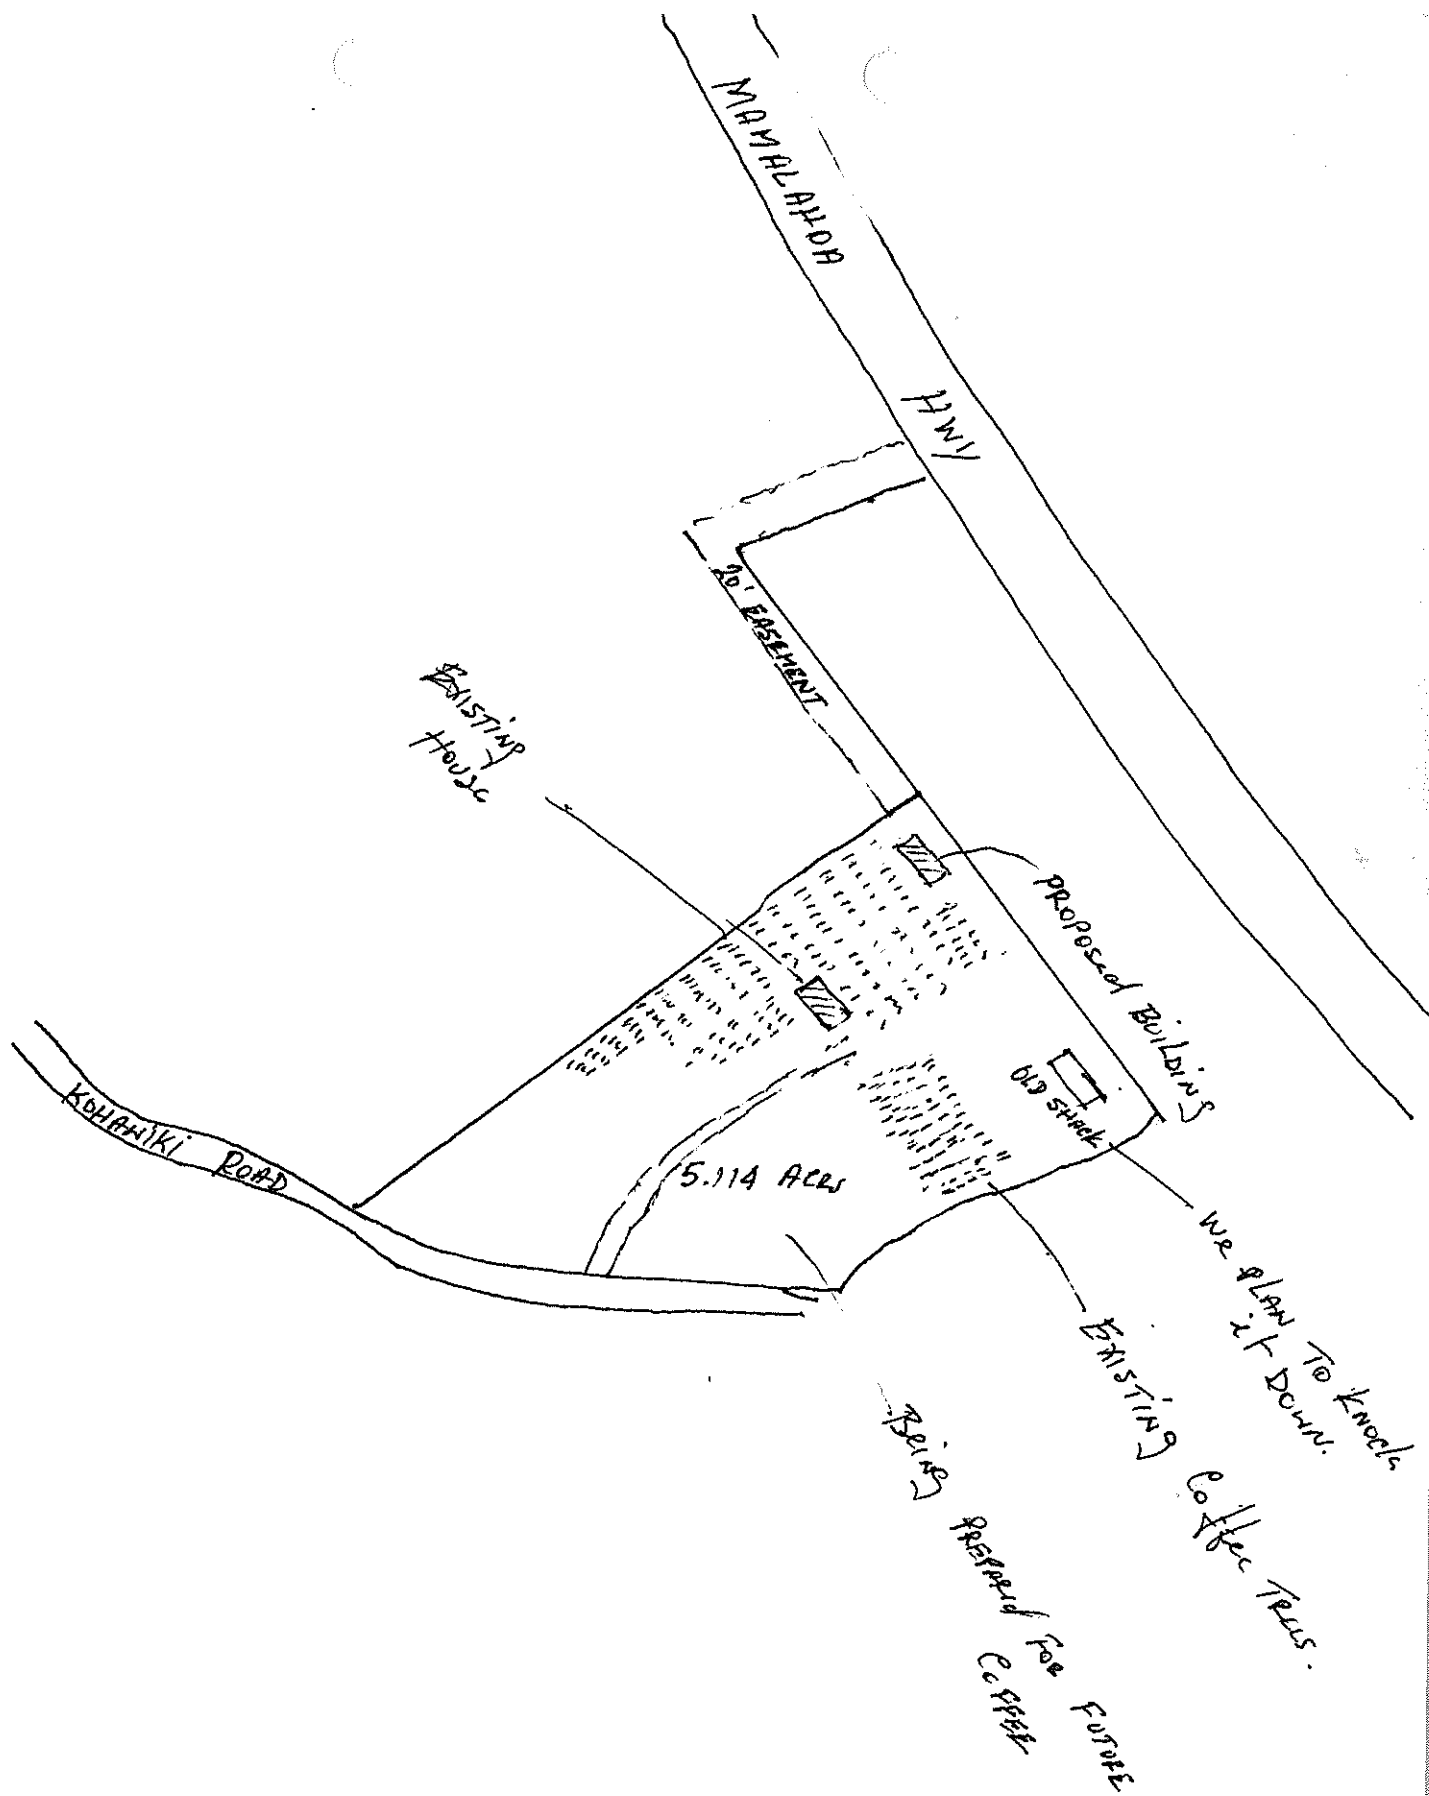 MAMALAHOA
HWY
20' EASEMENT
EXISTING
HOUSE
PROPOSED BUILDING
OLD SHACK
KOHANIKI ROAD
5.114 ACRS
WE PLAN TO KNOCK
it DOWN.
EXISTING COFFEE TREES.
BEING PREPARED FOR FUTURE
COFFEE